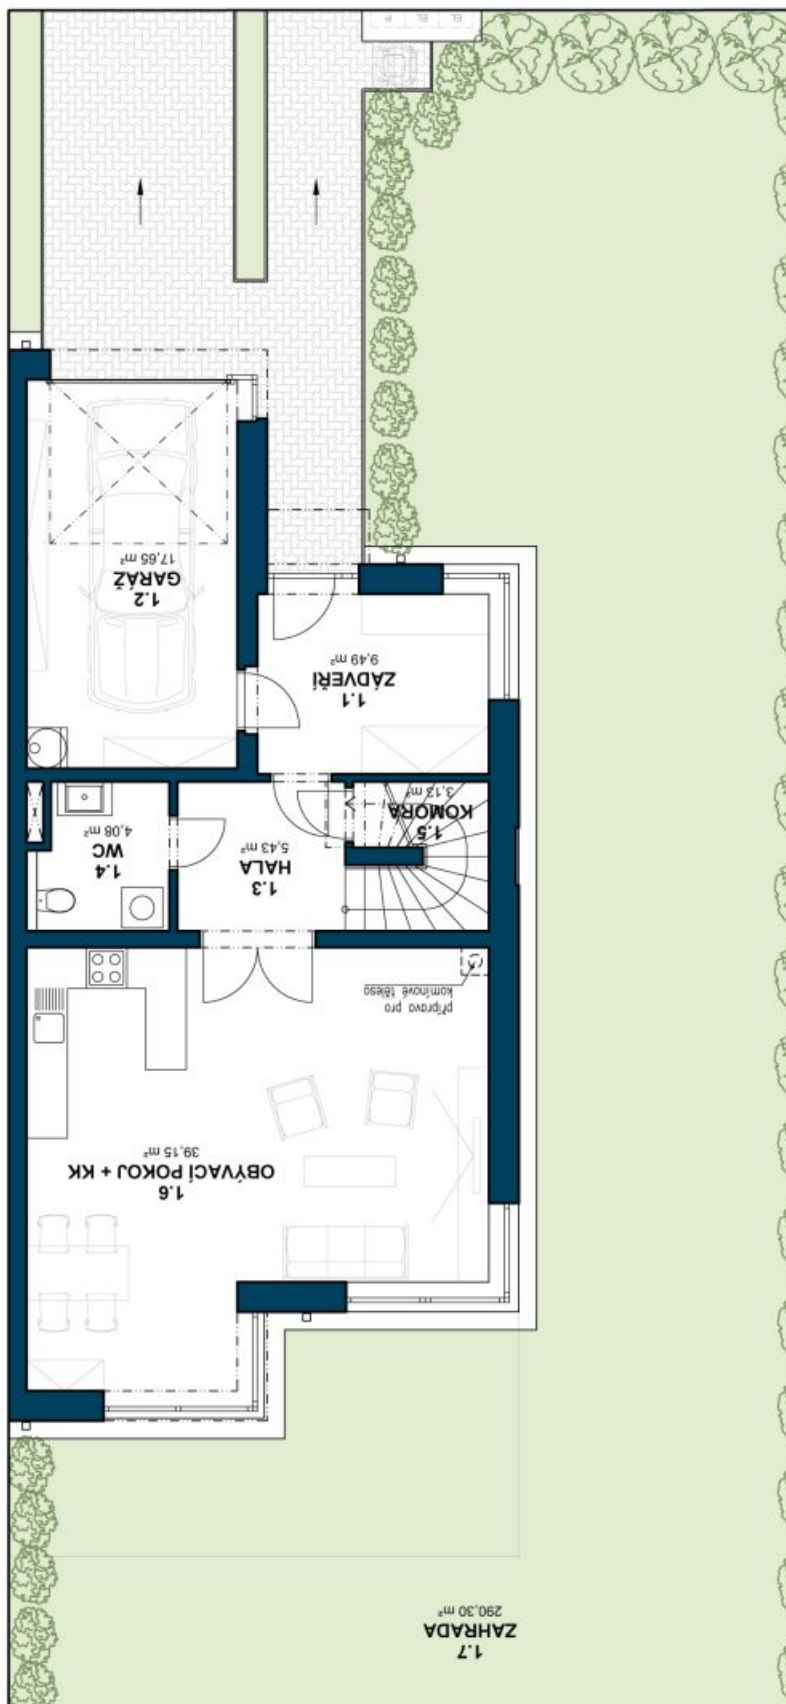 1.7
ZAHRADA
290,30 m²
1.6
OBÝVACÍ POKOJ + KK
39,15 m²
příprava pro
komínové těleso
1.5
KOMORA
3,13 m²
1.3
HALA
5,43 m²
1.4
WC
4,08 m²
1.1
ZÁDVEŘÍ
9,49 m²
1.2
GARÁŽ
17,65 m²
EL EL P